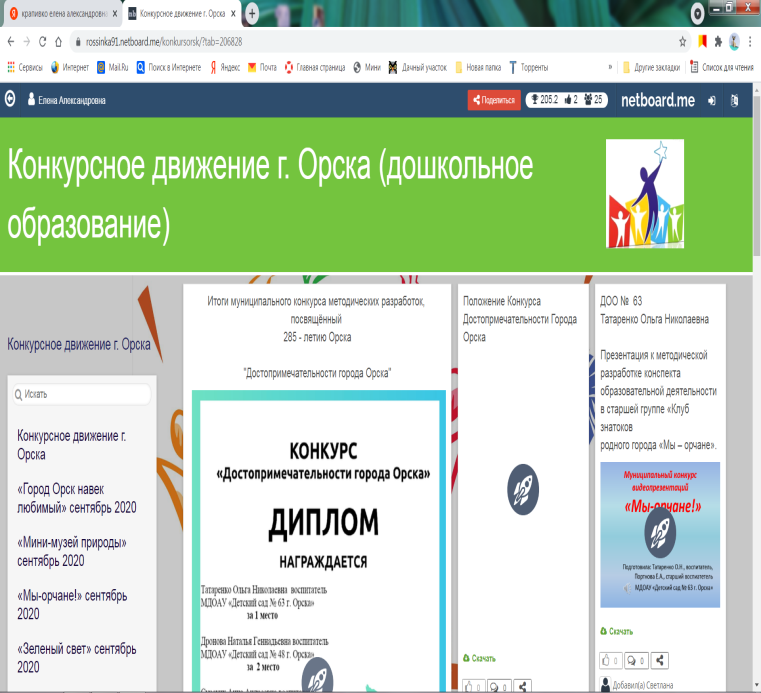 крапивко елена александровн
Конкурсное движение г. Орска
rossinka91.netboard.me/konkursorsk/?tab=206828
Сервисы Интернет Mail.Ru Поиск в Интернете Яндекс Почта Главная страница Мини Дачный участок Новая папка Торренты » Другие закладки Список для чтения
Елена Александровна
Поделиться 205.2 2 25 netboard.me
Конкурсное движение г. Орска (дошкольное
образование)
Конкурсное движение г. Орска
Искать
Конкурсное движение г.
Орска
«Город Орск навек
любимый» сентябрь 2020
«Мини-музей природы»
сентябрь 2020
«Мы-орчане!» сентябрь
2020
«Зеленый свет» сентябрь
2020
Итоги муниципального конкурса методических разработок,
посвящённый
285 - летию Орска
"Достопримечательности города Орска"
КОНКУРС
«Достопримечательности города Орска»
ДИПЛОМ
НАГРАЖДАЕТСЯ
Татаренко Ольга Николаевна воспитатель
МДОАУ «Детский сад № 63 г. Орска»
за 1 место
Дронова Наталья Геннадьевна воспитатель
МДОАУ «Детский сад № 48 г. Орска»
за 2 место
Положение Конкурса
Достопрмечательности Города
Орска
Скачать
0 0
ДОО № 63
Татаренко Ольга Николаевна
Презентация к методической
разработке конспекта
образовательной деятельности
в старшей группе «Клуб
знатоков
родного города «Мы – орчане».
Муниципальный конкурс
видеопрезентаций
«Мы-орчане!»
Подготовила: Татаренко О.Н., воспитатель,
Портнова Е.А., старший воспитатель
МДОАУ «Детский сад № 63 г. Орска»
Скачать
0 0
Добавил(а) Светлана